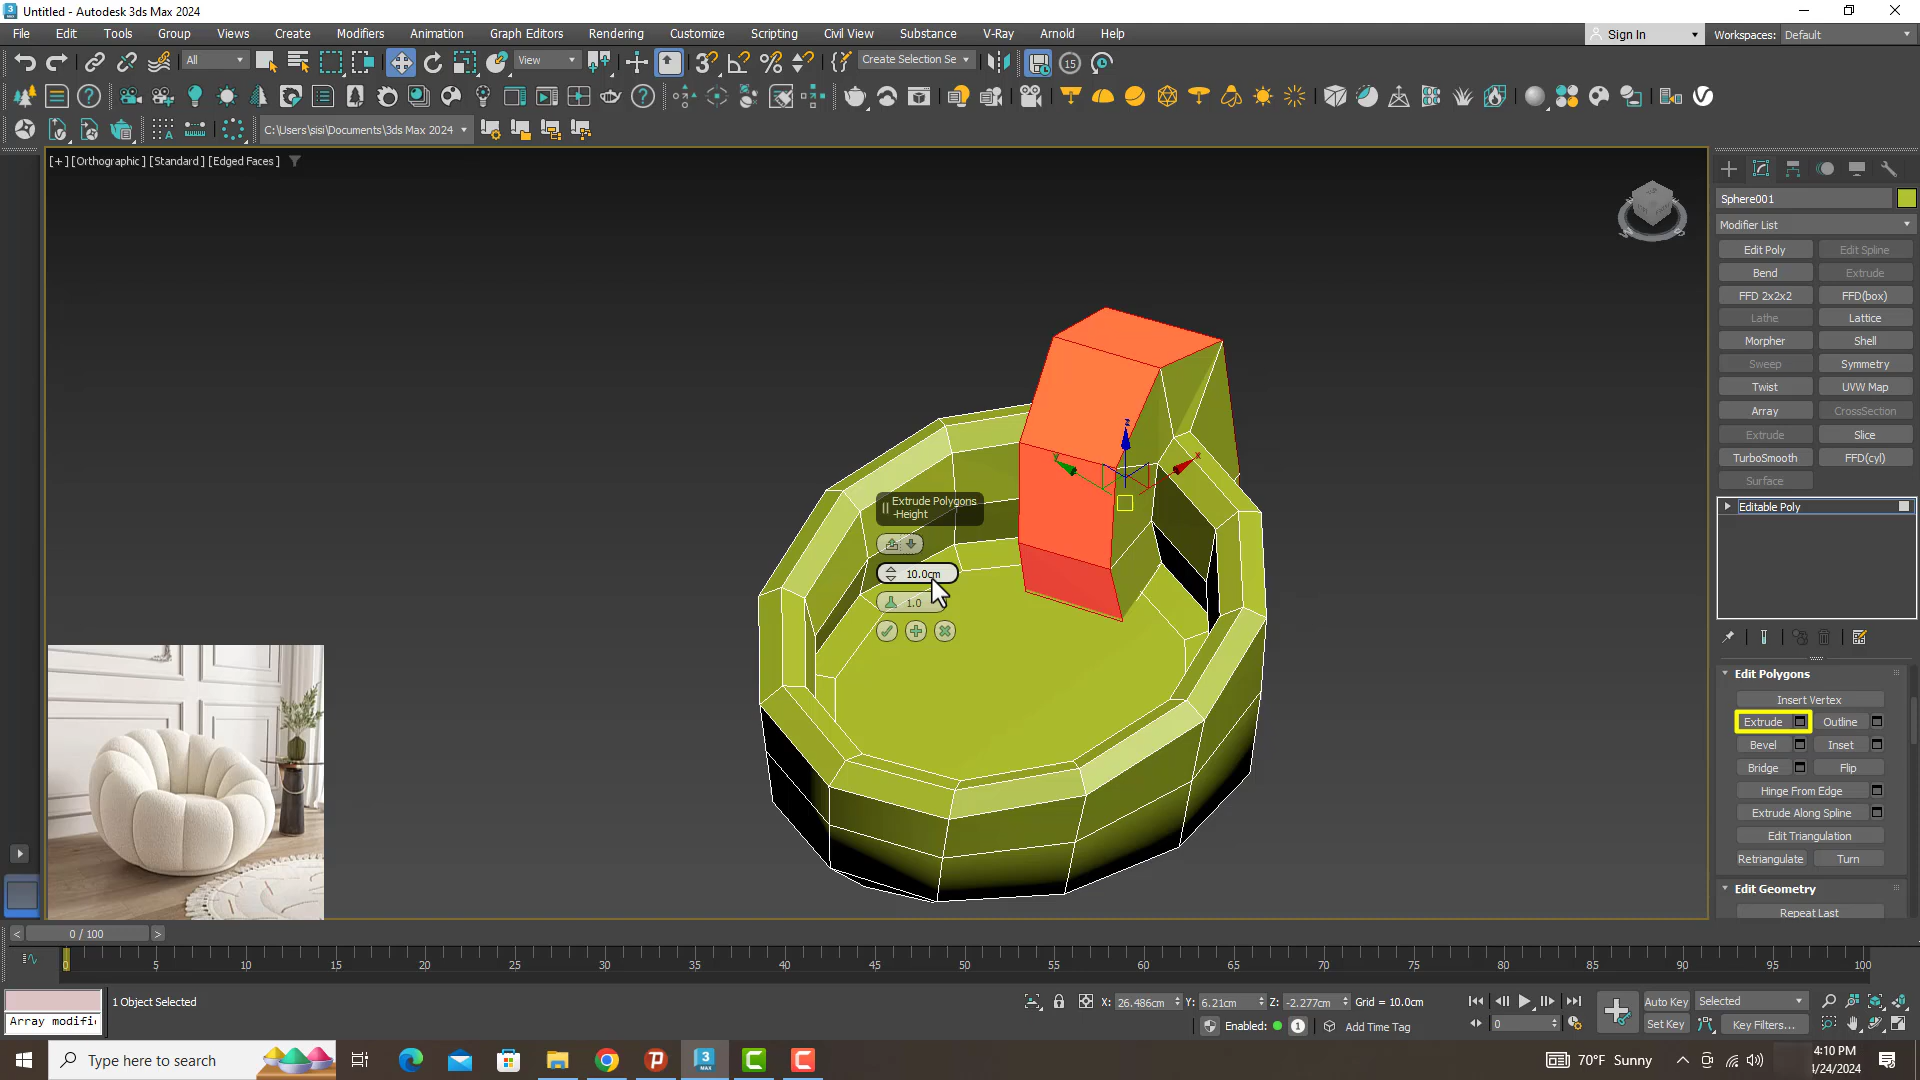 Untitled - Autodesk 3ds Max 2024
File Edit Tools Group Views Create Modifiers Animation Graph Editors Rendering Customize Scripting Civil View Substance V-Ray Arnold Help
Sign In Workspaces: Default
All View Create Selection Se 15
C:\Users\sisi\Documents\3ds Max 2024
[+] [Orthographic] [Standard] [Edged Faces]
Sphere001
Modifier List
Edit Poly Edit Spline
Bend Extrude
FFD 2x2x2 FFD(box)
Lathe Lattice
Morpher Shell
Sweep Symmetry
Twist UVW Map
Array CrossSection
Extrude Slice
TurboSmooth FFD(cyl)
Surface
Editable Poly
z
y x
Extrude Polygons
-Height
10.0cm
1.0
Edit Polygons
Insert Vertex
Extrude Outline
Bevel Inset
Bridge Flip
Hinge From Edge
Extrude Along Spline
Edit Triangulation
Retriangulate Turn
Edit Geometry
Repeat Last
0 / 100
0 5 10 15 20 25 30 35 40 45 50 55 60 65 70 75 80 85 90 95 100
1 Object Selected
Array modifi
X: 26.486cm Y: 6.21cm Z: -2.277cm Grid = 10.0cm
Enabled: 1 Add Time Tag
0
Auto Key Selected
Set Key Key Filters...
Type here to search
70°F Sunny
4:10 PM
4/24/2024